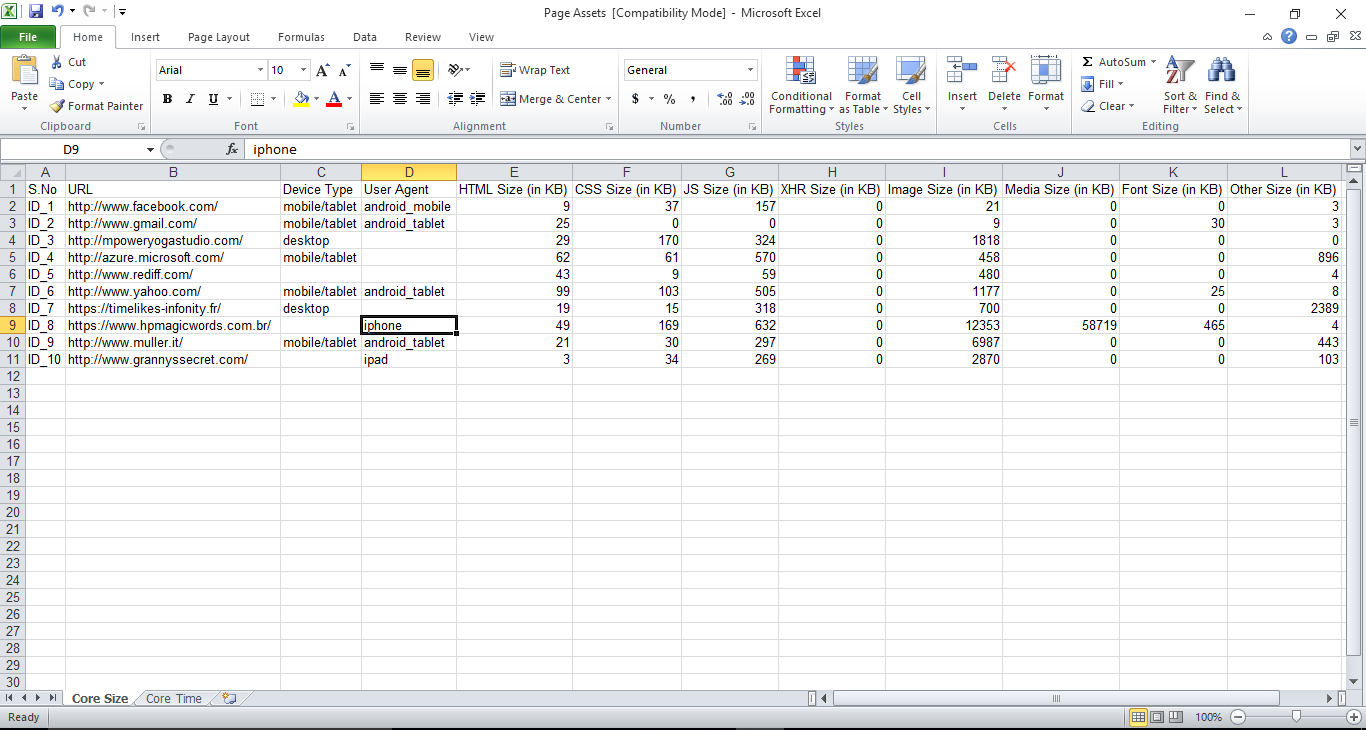 Page Assets  [Compatibility Mode]  -  Microsoft Excel
File Home Insert Page Layout Formulas Data Review View
Paste
Cut
Copy
Format Painter
Clipboard
Arial 10
B I U
Font
Wrap Text
Merge & Center
Alignment
General
$ % ,
Number
Conditional Formatting
Format as Table
Cell Styles
Styles
Insert Delete Format
Cells
Σ AutoSum
Fill
Clear
Sort & Filter
Find & Select
Editing
D9 fx iphone
A B C D E F G H I J K L
1 S.No URL Device Type User Agent HTML Size (in KB) CSS Size (in KB) JS Size (in KB) XHR Size (in KB) Image Size (in KB) Media Size (in KB) Font Size (in KB) Other Size (in KB)
2 ID_1 http://www.facebook.com/ mobile/tablet android_mobile 9 37 157 0 21 0 0 3
3 ID_2 http://www.gmail.com/ mobile/tablet android_tablet 25 0 0 0 9 0 30 3
4 ID_3 http://mpoweryogastudio.com/ desktop 29 170 324 0 1818 0 0 0
5 ID_4 http://azure.microsoft.com/ mobile/tablet 62 61 570 0 458 0 0 896
6 ID_5 http://www.rediff.com/ 43 9 59 0 480 0 0 4
7 ID_6 http://www.yahoo.com/ mobile/tablet android_tablet 99 103 505 0 1177 0 25 8
8 ID_7 https://timelikes-infonity.fr/ desktop 19 15 318 0 700 0 0 2389
9 ID_8 https://www.hpmagicwords.com.br/ iphone 49 169 632 0 12353 58719 465 4
10 ID_9 http://www.muller.it/ mobile/tablet android_tablet 21 30 297 0 6987 0 0 443
11 ID_10 http://www.grannyssecret.com/ ipad 3 34 269 0 2870 0 0 103
12
13
14
15
16
17
18
19
20
21
22
23
24
25
26
27
28
29
30
Core Size Core Time
Ready 100%